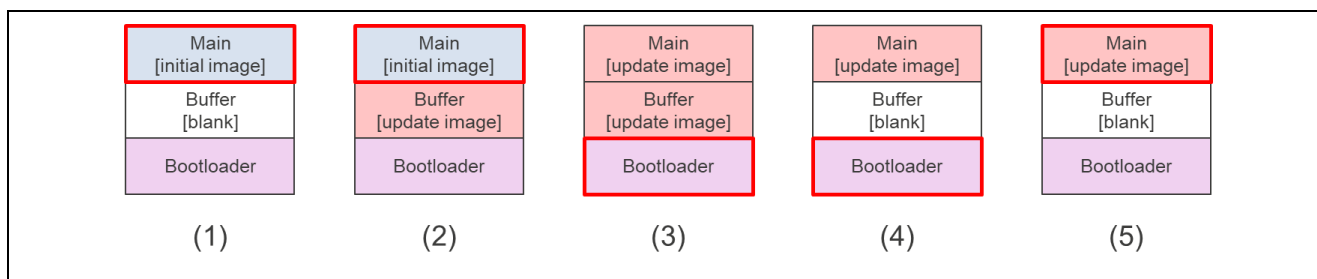 Main
[initial image]
Buffer
[blank]
Bootloader
(1)
Main
[initial image]
Buffer
[update image]
Bootloader
(2)
Main
[update image]
Buffer
[update image]
Bootloader
(3)
Main
[update image]
Buffer
[blank]
Bootloader
(4)
Main
[update image]
Buffer
[blank]
Bootloader
(5)